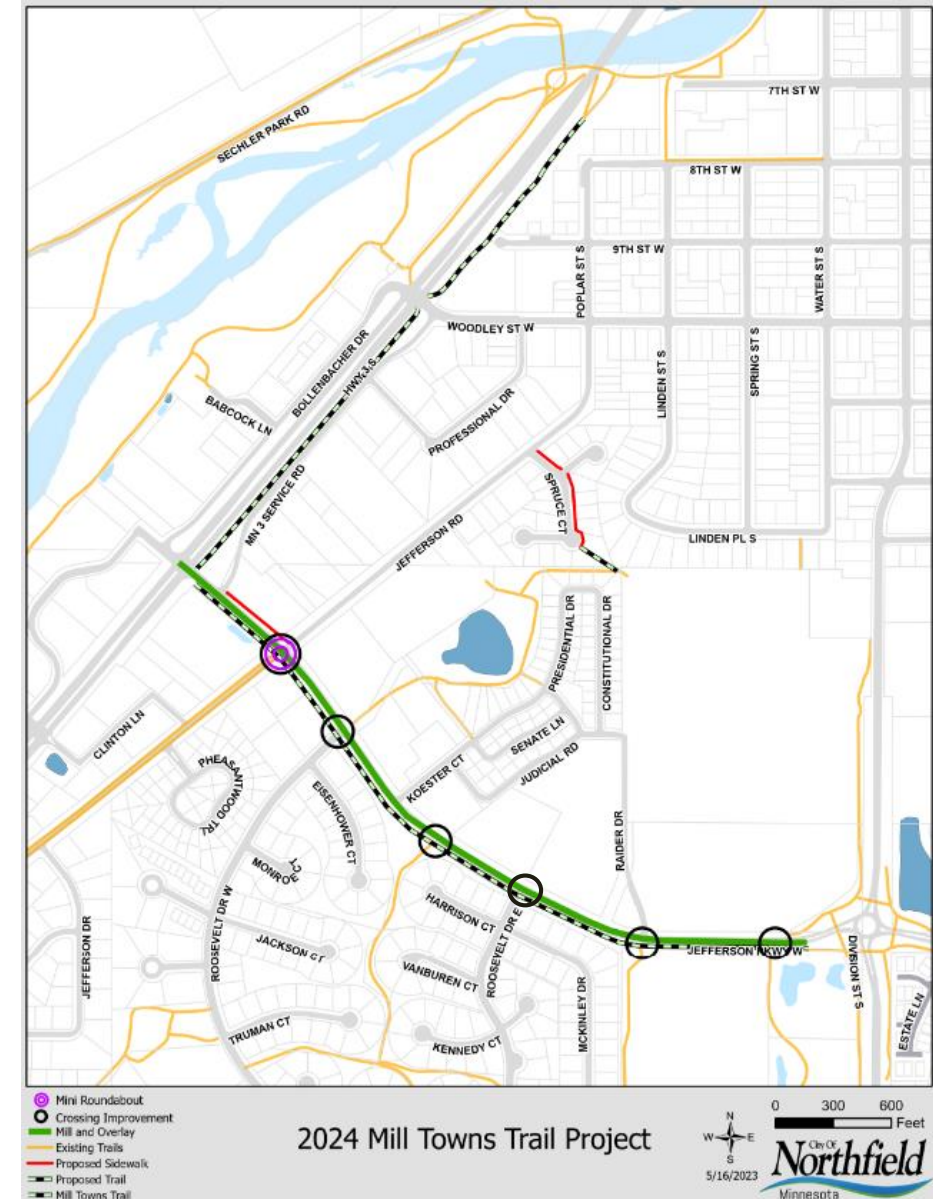 7TH ST W
SECHLER PARK RD
8TH ST W
9TH ST W
POPLAR ST S
WATER ST S
WOODLEY ST W
BOLLENBACHER DR
HWY 3 S
LINDEN ST S
SPRING ST S
BABCOCK LN
PROFESSIONAL DR
MN 3 SERVICE RD
SPRUCE CT
JEFFERSON RD
LINDEN PL S
PRESIDENTIAL DR
CONSTITUTIONAL DR
CLINTON LN
SENATE LN
JUDICIAL RD
PHEASANTWOOD TRL
KOESTER CT
EISENHOWER CT
RAIDER DR
MONROE CT
ROOSEVELT DR W
HARRISON CT
JEFFERSON DR
JACKSON CT
ROOSEVELT DR E
JEFFERSON PKWY W
DIVISION ST S
VANBUREN CT
MCKINLEY DR
ESTATE LN
TRUMAN CT
KENNEDY CT
Mini Roundabout
Crossing Improvement
Mill and Overlay
Existing Trails
Proposed Sidewalk
Proposed Trail
Mill Towns Trail
2024 Mill Towns Trail Project
N
W E
S
5/16/2023
0 300 600
Feet
City Of
Northfield
Minnesota